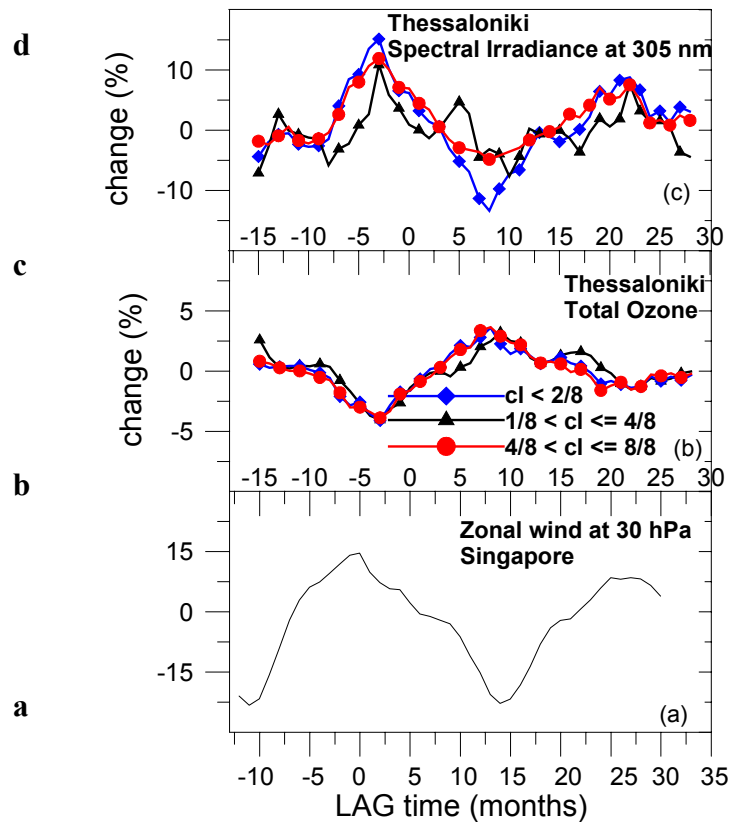 d
Thessaloniki
Spectral Irradiance at 305 nm
change (%)
10
0
-10
(c)
-15 -10 -5 0 5 10 15 20 25 30
c
Thessaloniki
Total Ozone
change (%)
5
0
-5
cl < 2/8
1/8 < cl <= 4/8
4/8 < cl <= 8/8
(b)
-15 -10 -5 0 5 10 15 20 25 30
b
Zonal wind at 30 hPa
Singapore
15
0
-15
a
(a)
-10 -5 0 5 10 15 20 25 30 35
LAG time (months)